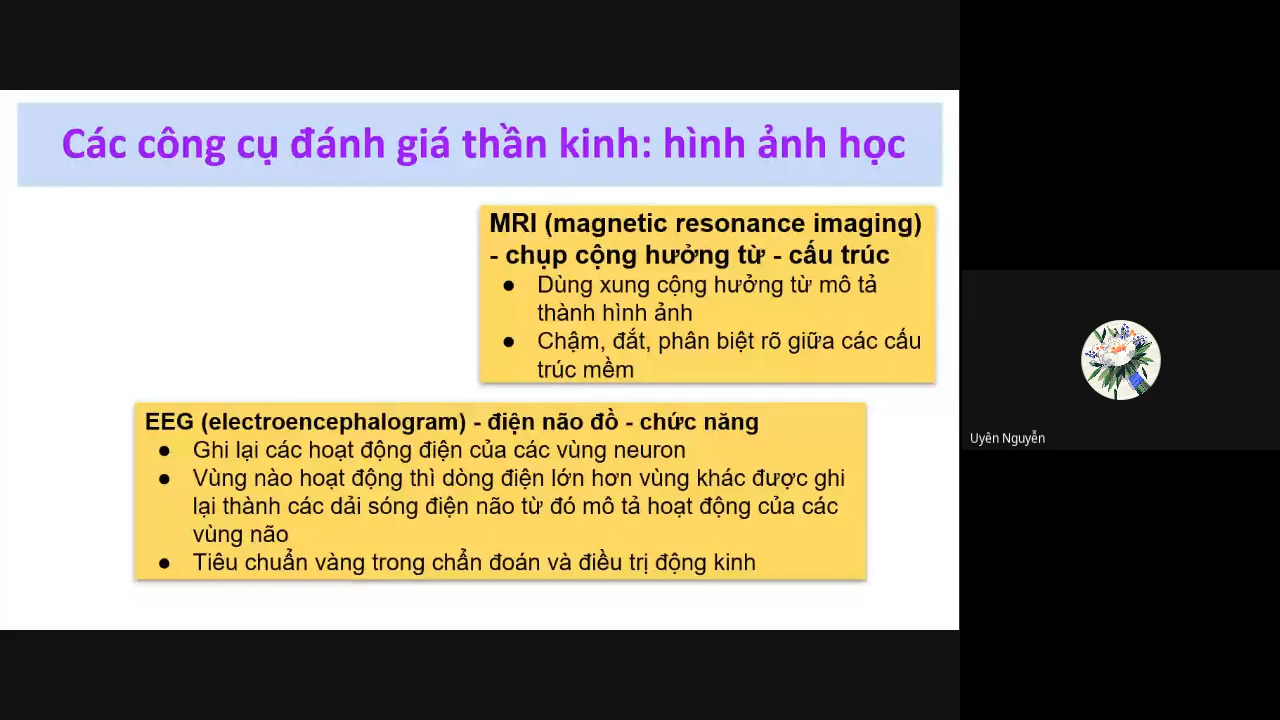 Các công cụ đánh giá thần kinh: hình ảnh học
MRI (magnetic resonance imaging)
- chụp cộng hưởng từ - cấu trúc
● Dùng xung cộng hưởng từ mô tả
thành hình ảnh
● Chậm, đắt, phân biệt rõ giữa các cấu
trúc mềm
EEG (electroencephalogram) - điện não đồ - chức năng
● Ghi lại các hoạt động điện của các vùng neuron
● Vùng nào hoạt động thì dòng điện lớn hơn vùng khác được ghi
lại thành các dải sóng điện não từ đó mô tả hoạt động của các
vùng não
● Tiêu chuẩn vàng trong chẩn đoán và điều trị động kinh
Uyên Nguyễn